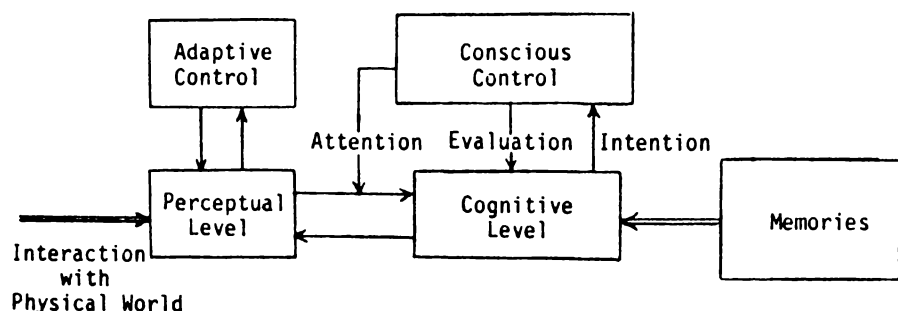 Adaptive
Control
Conscious
Control
Attention
Evaluation
Intention
Perceptual
Level
Cognitive
Level
Memories
Interaction
with
Physical World